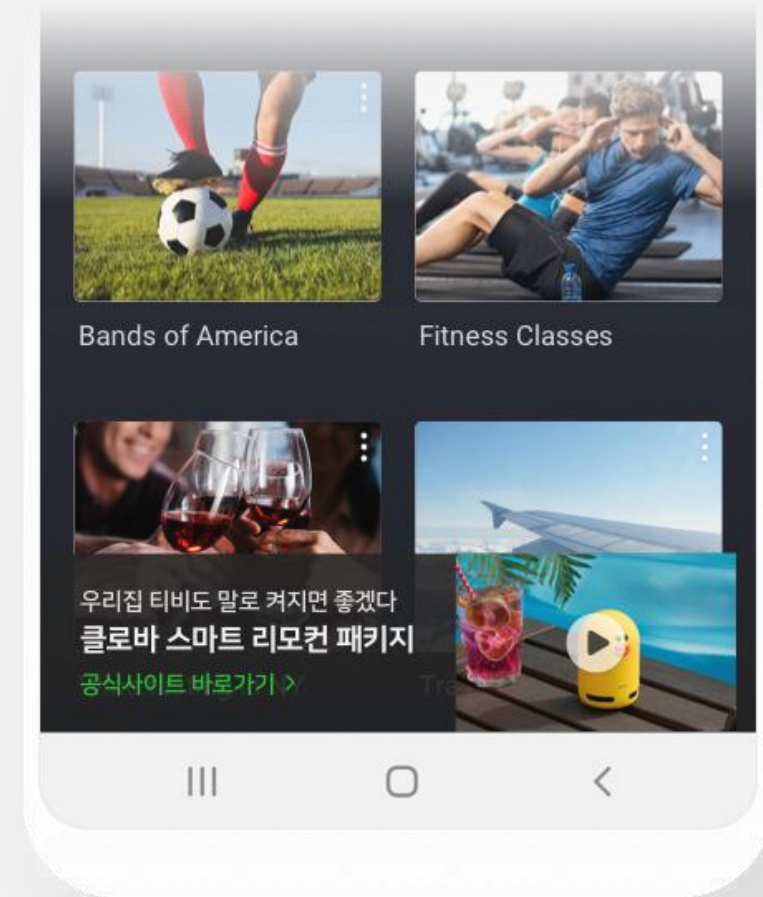 Bands of America
Fitness Classes
우리집 티비도 말로 켜지면 좋겠다
클로바 스마트 리모컨 패키지
공식사이트 바로가기 >